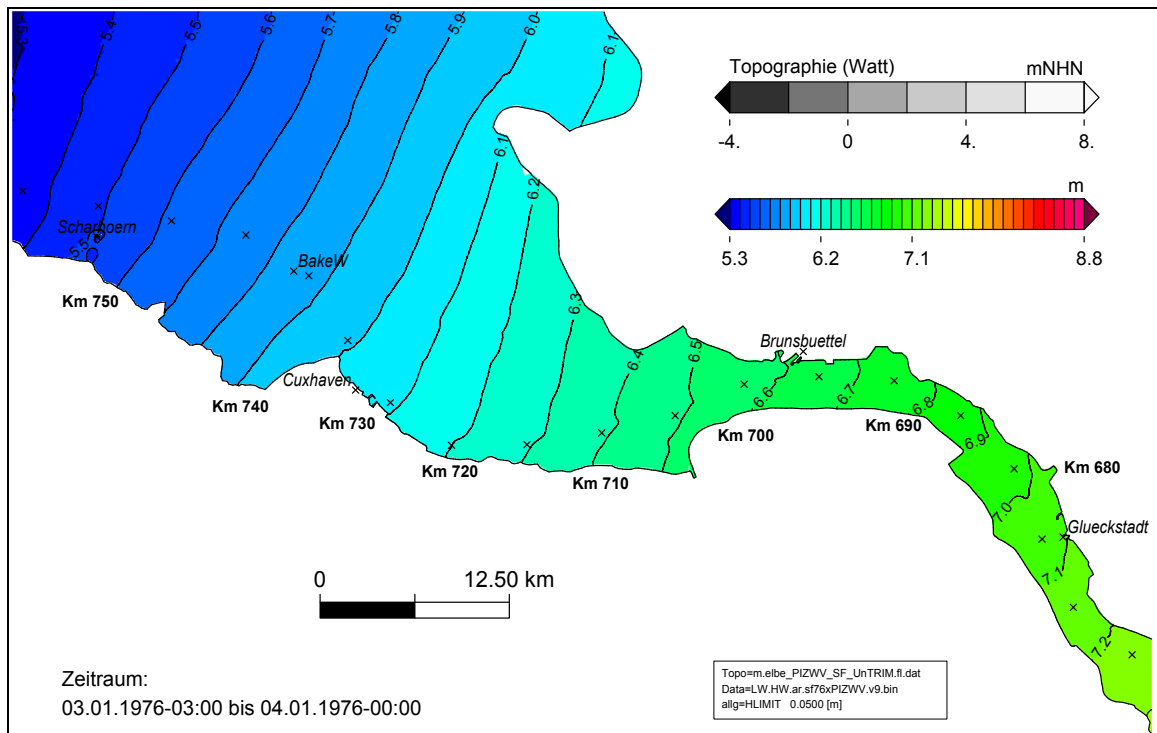 5.3
5.4
5.5
5.6
5.7
5.8
5.9
6.0
6.1
Topographie (Watt) mNHN
-4. 0 4. 8.
m
5.3 6.2 7.1 8.8
6.1
6.2
Scharhoern
5.5
BakeW
Km 750
6.3
6.4
6.5
Brunsbuettel
6.6
6.7
Cuxhaven
Km 740
Km 730
Km 700
Km 690
6.8
6.9
Km 720
Km 710
Km 680
7.0
Glueckstadt
7.1
0 12.50 km
7.2
Zeitraum:
03.01.1976-03:00 bis 04.01.1976-00:00
Topo=m.elbe_PIZWV_SF_UnTRIM.fl.dat
Data=LW.HW.ar.sf76xPIZWV.v9.bin
allg=HLIMIT 0.0500 [m]